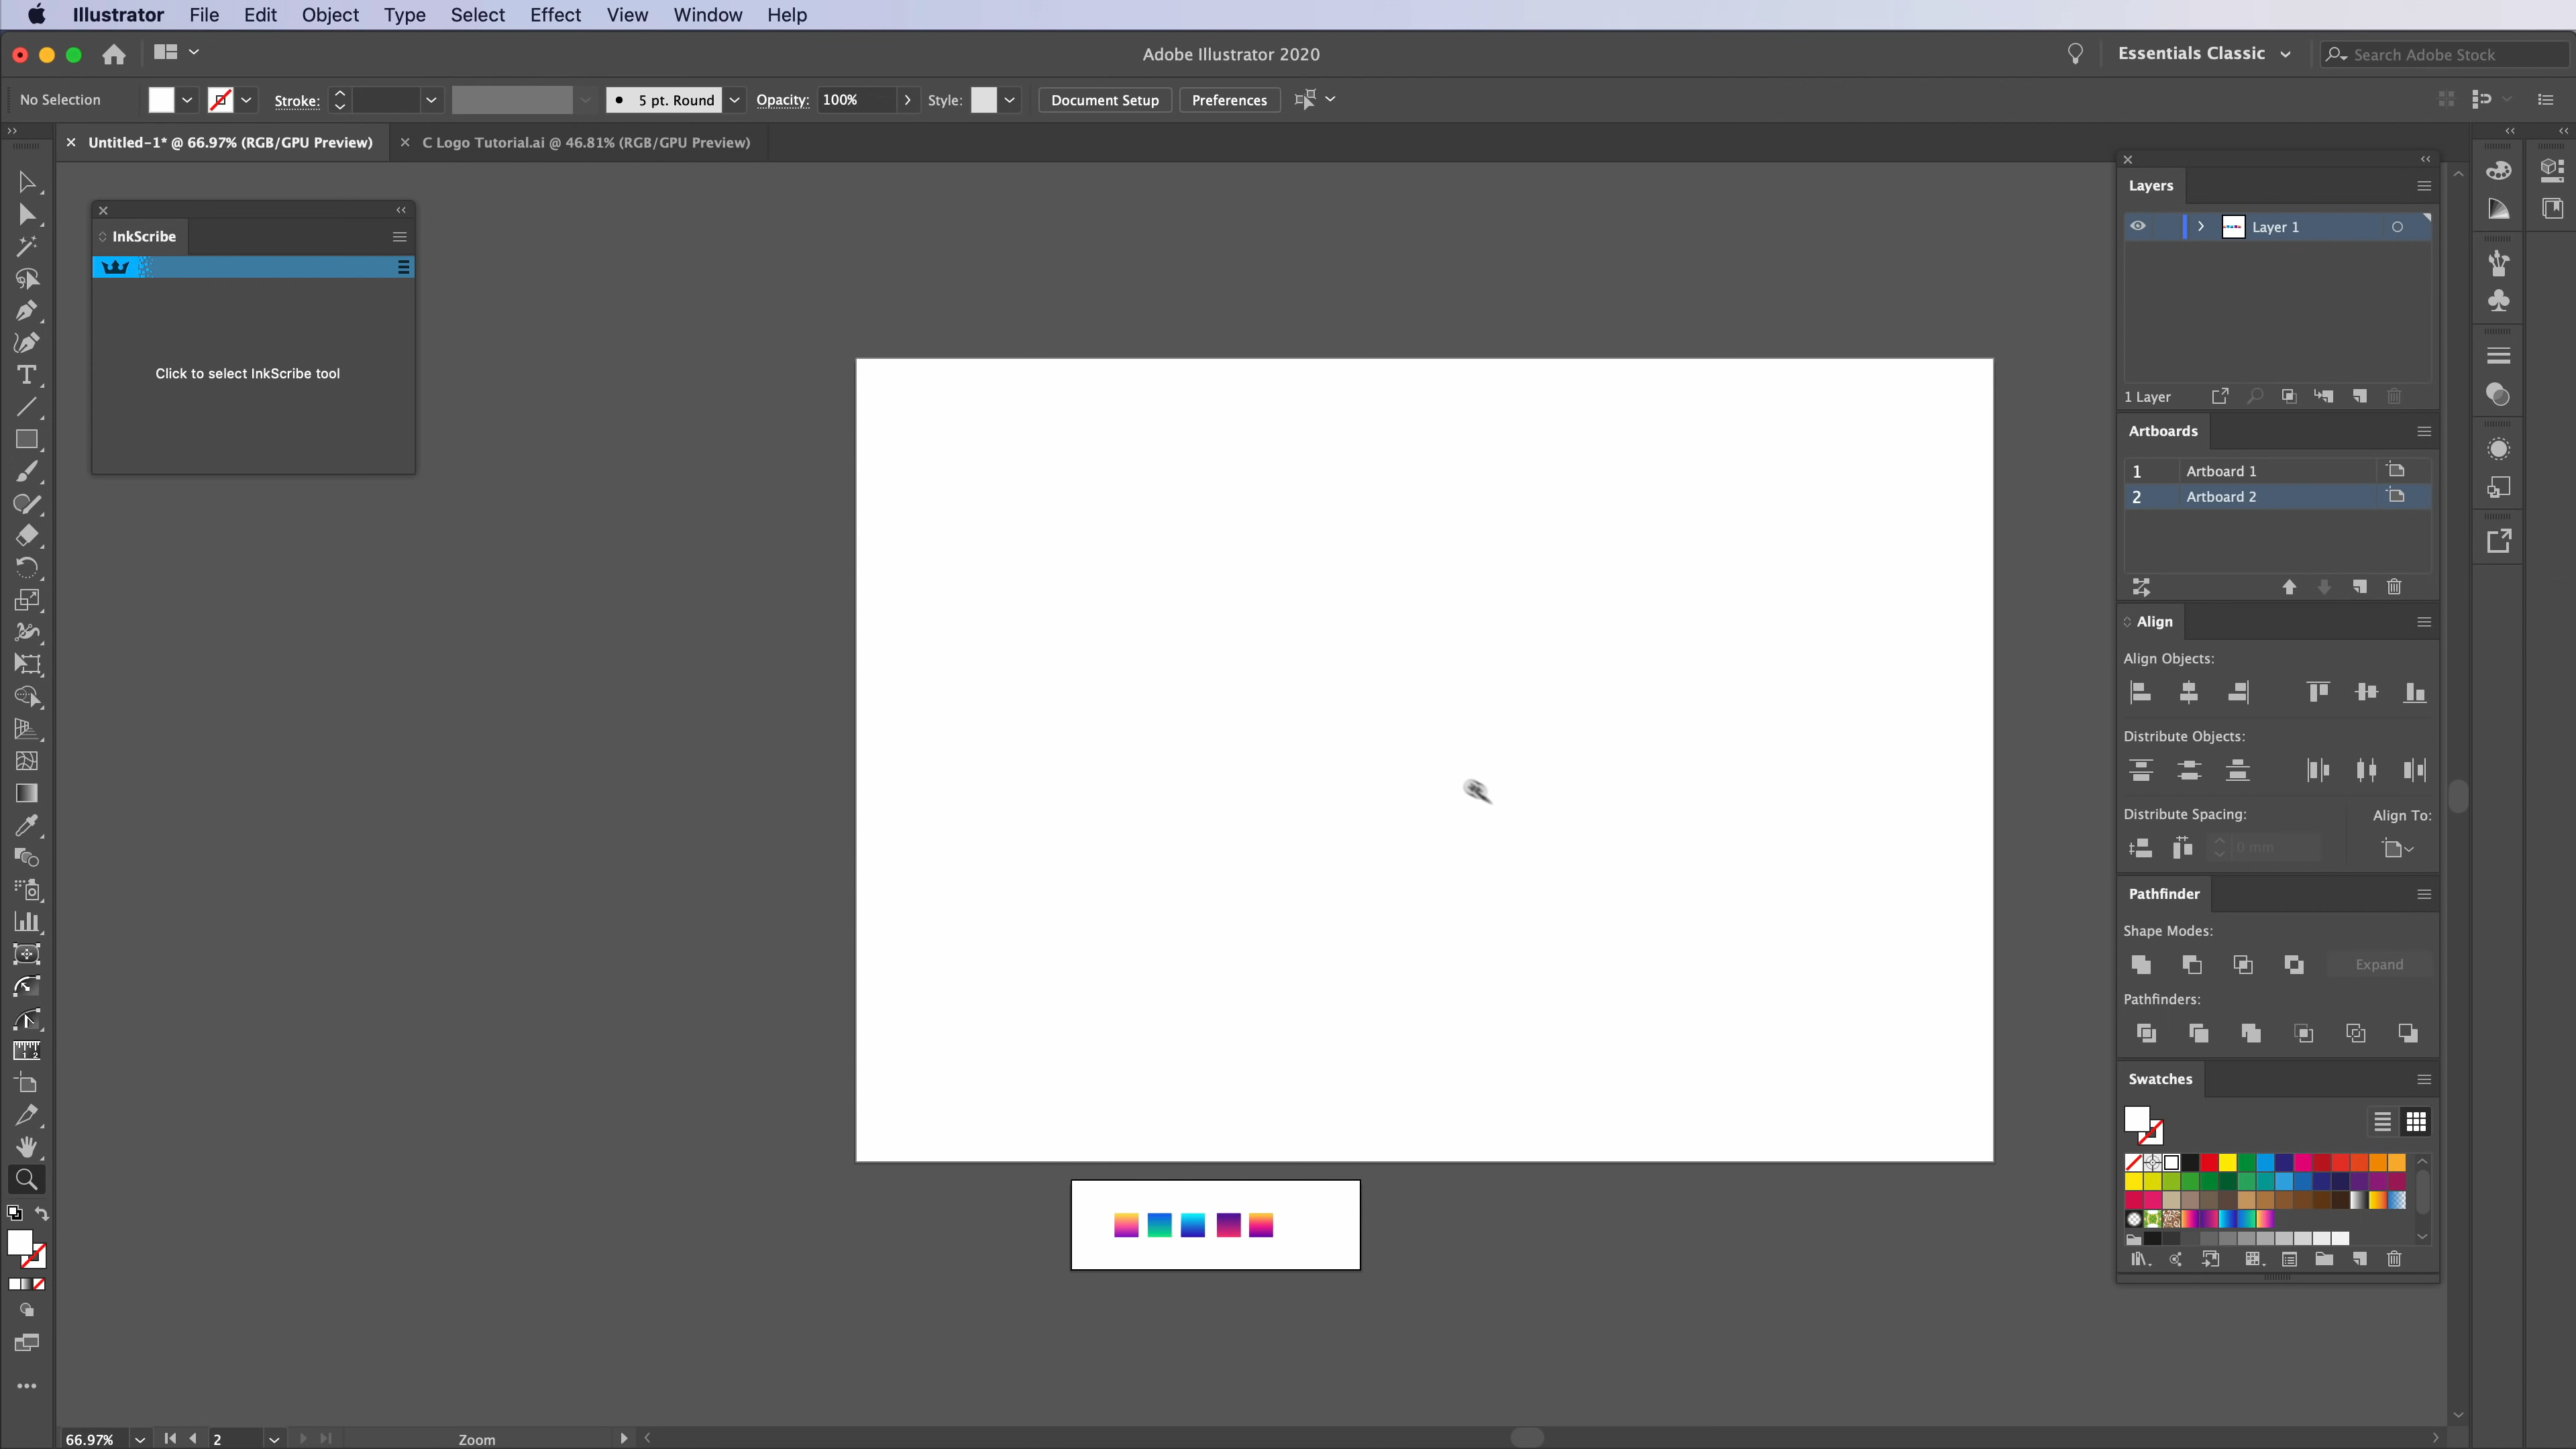 Illustrator File Edit Object Type Select Effect View Window Help
Adobe Illustrator 2020
Essentials Classic
Search Adobe Stock
No Selection
Stroke:
5 pt. Round
Opacity: 100%
Style:
Document Setup
Preferences
Untitled-1* @ 66.97% (RGB/GPU Preview)
C Logo Tutorial.ai @ 46.81% (RGB/GPU Preview)
InkScribe
Click to select InkScribe tool
Layers
Layer 1
1 Layer
Artboards
1 Artboard 1
2 Artboard 2
Align
Align Objects:
Distribute Objects:
Distribute Spacing:
Align To:
0 mm
Pathfinder
Shape Modes:
Expand
Pathfinders:
Swatches
66.97%
2
Zoom